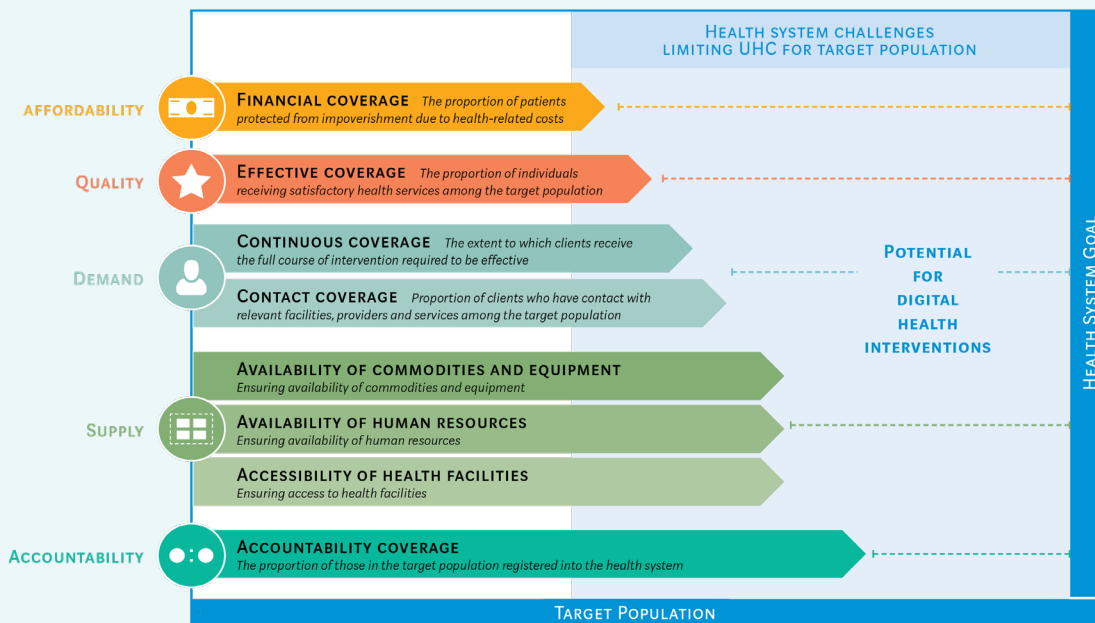 HEALTH SYSTEM CHALLENGES
LIMITING UHC FOR TARGET POPULATION
AFFORDABILITY
FINANCIAL COVERAGE The proportion of patients
protected from impoverishment due to health-related costs
QUALITY
EFFECTIVE COVERAGE The proportion of individuals
receiving satisfactory health services among the target population
DEMAND
CONTINUOUS COVERAGE The extent to which clients receive
the full course of intervention required to be effective
CONTACT COVERAGE Proportion of clients who have contact with
relevant facilities, providers and services among the target population
POTENTIAL
FOR
DIGITAL
HEALTH
INTERVENTIONS
SUPPLY
AVAILABILITY OF COMMODITIES AND EQUIPMENT
Ensuring availability of commodities and equipment
AVAILABILITY OF HUMAN RESOURCES
Ensuring availability of human resources
ACCESSIBILITY OF HEALTH FACILITIES
Ensuring access to health facilities
ACCOUNTABILITY
ACCOUNTABILITY COVERAGE
The proportion of those in the target population registered into the health system
HEALTH SYSTEM GOAL
TARGET POPULATION